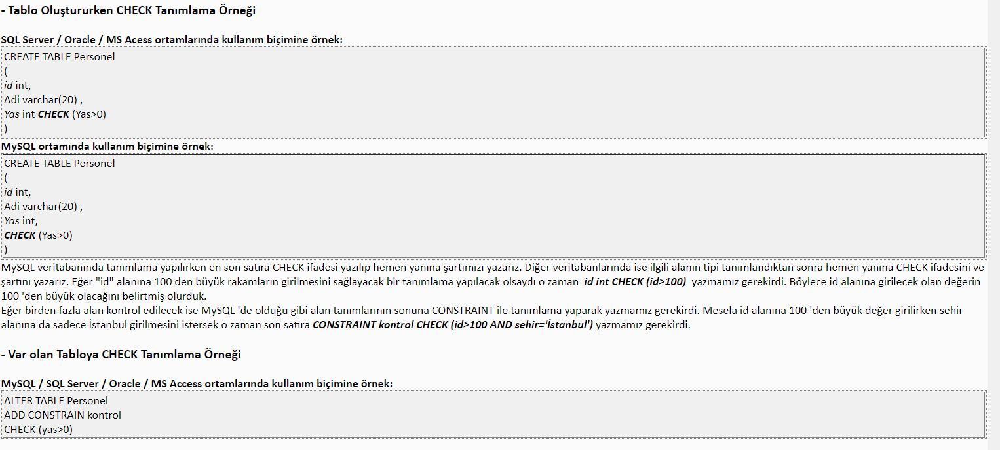 - Tablo Oluştururken CHECK Tanımlama Örneği
SQL Server / Oracle / MS Acess ortamlarında kullanım biçimine örnek:
CREATE TABLE Personel
(
id int,
Adi varchar(20) ,
Yas int CHECK (Yas>0)
)
MySQL ortamında kullanım biçimine örnek:
CREATE TABLE Personel
(
id int,
Adi varchar(20) ,
Yas int,
CHECK (Yas>0)
)
MySQL veritabanında tanımlama yapılırken en son satıra CHECK ifadesi yazılıp hemen yanına şartımızı yazarız. Diğer veritabanlarında ise ilgili alanın tipi tanımlandıktan sonra hemen yanına CHECK ifadesini ve
şartını yazarız. Eğer "id" alanına 100 den büyük rakamların girilmesini sağlayacak bir tanımlama yapılacak olsaydı o zaman id int CHECK (id>100) yazmamız gerekirdi. Böylece id alanına girilecek olan değerin
100 'den büyük olacağını belirtmiş olurduk.
Eğer birden fazla alan kontrol edilecek ise MySQL 'de olduğu gibi alan tanımlarının sonuna CONSTRAINT ile tanımlama yaparak yazmamız gerekirdi. Mesela id alanına 100 'den büyük değer girilirken sehir
alanına da sadece İstanbul girilmesini istersek o zaman son satıra CONSTRAINT kontrol CHECK (id>100 AND sehir='İstanbul') yazmamız gerekirdi.
- Var olan Tabloya CHECK Tanımlama Örneği
MySQL / SQL Server / Oracle / MS Access ortamlarında kullanım biçimine örnek:
ALTER TABLE Personel
ADD CONSTRAIN kontrol
CHECK (yas>0)